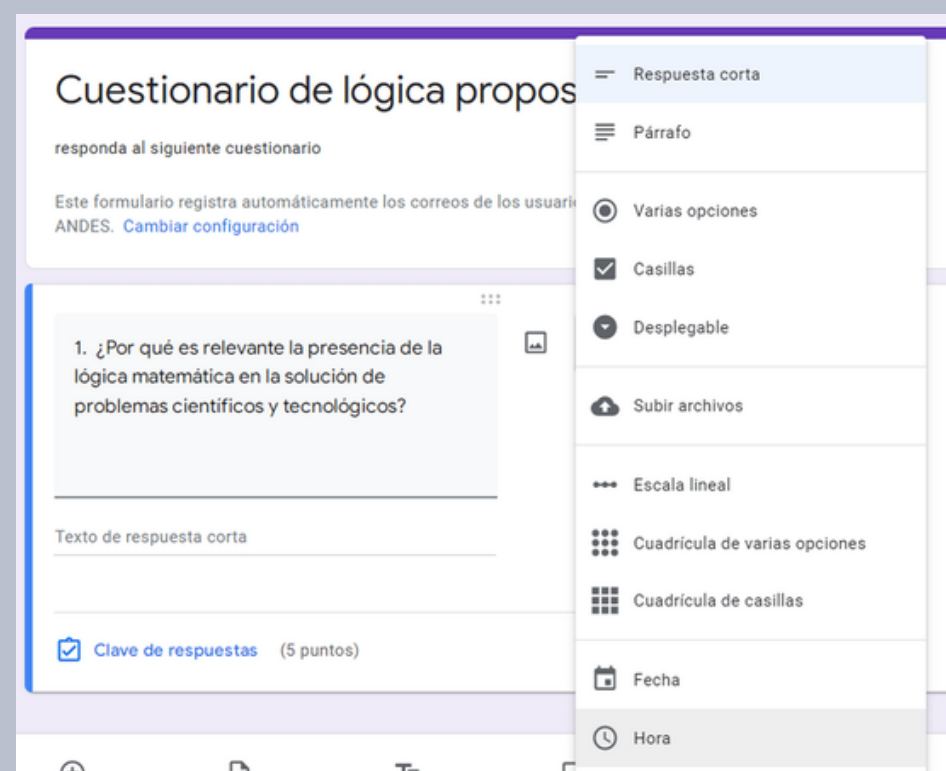 Cuestionario de lógica propos
responda al siguiente cuestionario
Este formulario registra automáticamente los correos de los usuari
ANDES. Cambiar configuración
1. ¿Por qué es relevante la presencia de la
lógica matemática en la solución de
problemas científicos y tecnológicos?
Texto de respuesta corta
Clave de respuestas (5 puntos)
Respuesta corta
Párrafo
Varias opciones
Casillas
Desplegable
Subir archivos
Escala lineal
Cuadrícula de varias opciones
Cuadrícula de casillas
Fecha
Hora